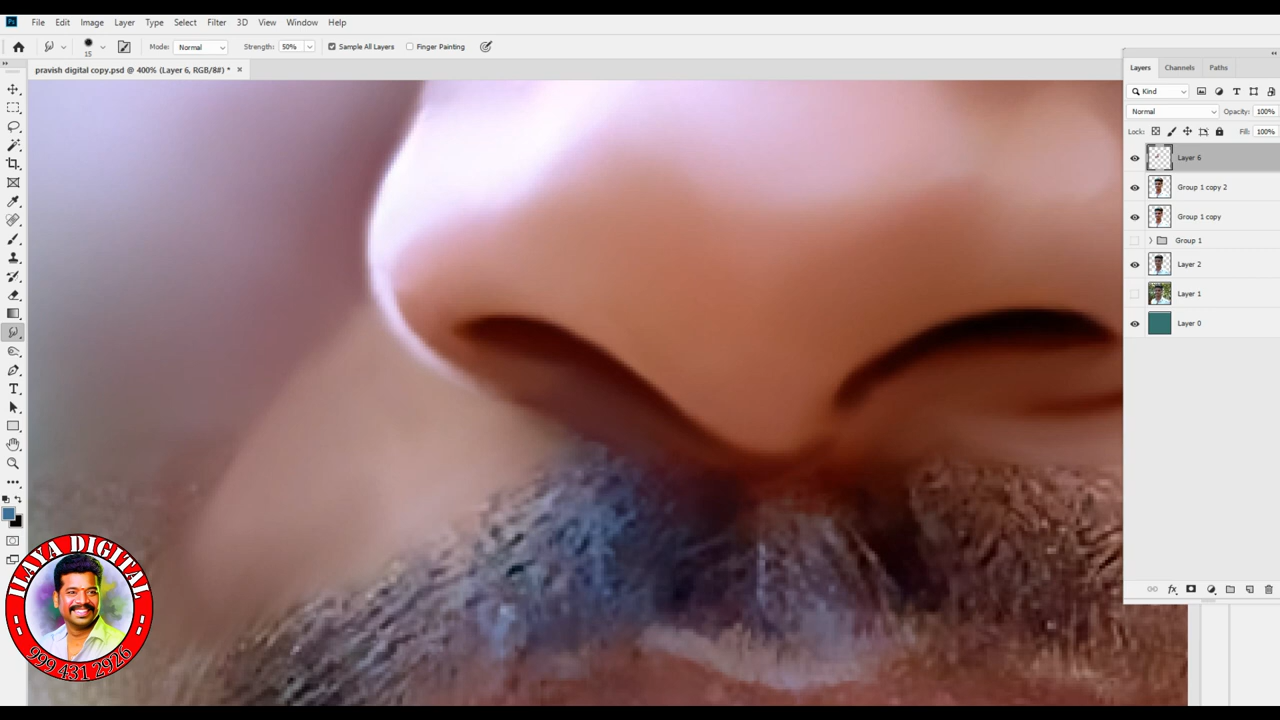 Ps File Edit Image Layer Type Select Filter 3D View Window Help
15 Mode: Normal Strength: 50% Sample All Layers Finger Painting
pravish digital copy.psd @ 400% (Layer 6, RGB/8#) *
Layers Channels Paths
Kind
Normal Opacity: 100%
Lock: Fill: 100%
Layer 6
Group 1 copy 2
Group 1 copy
Group 1
Layer 2
Layer 1
Layer 0
fx
ILAYA DIGITAL
999 431 2926